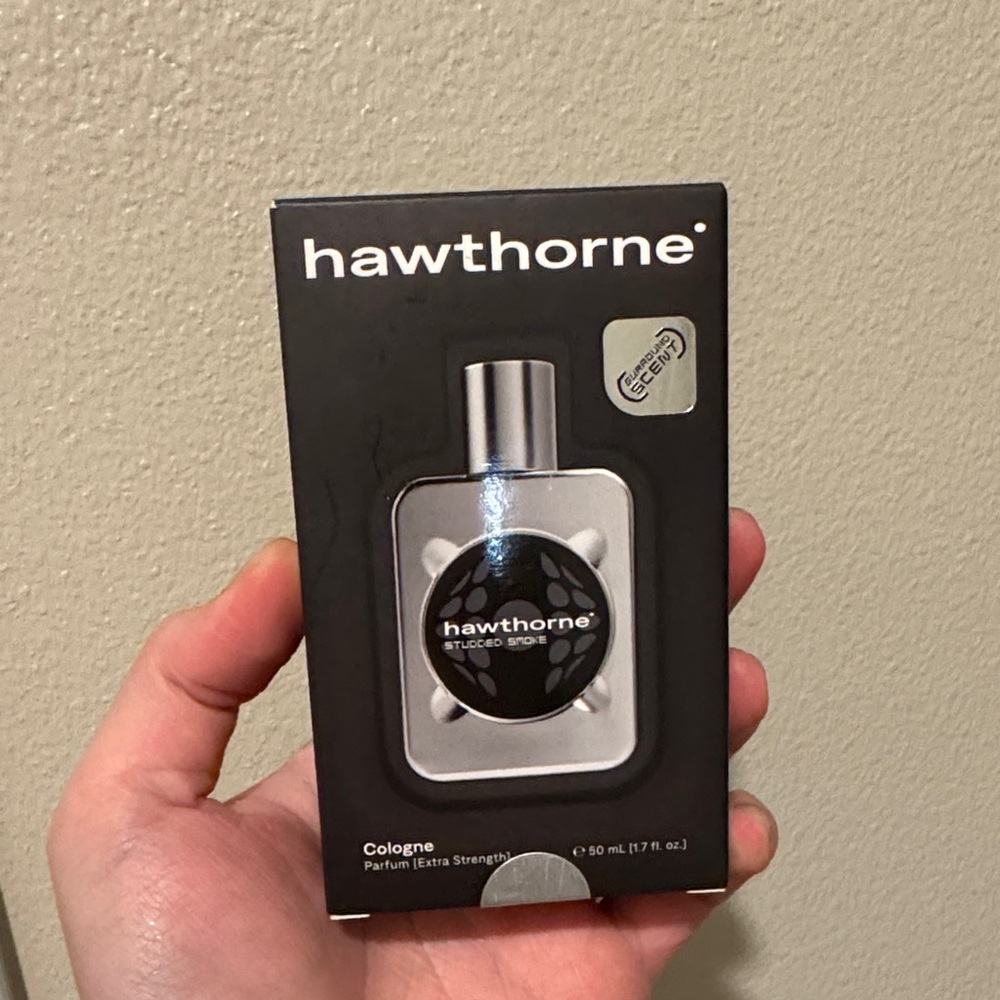 hawthorne
SURROUND
SCENT
hawthorne
STUDDED SMOKE
Cologne
Parfum [Extra Strength]
℮ 50 mL [1.7 fl. oz.]